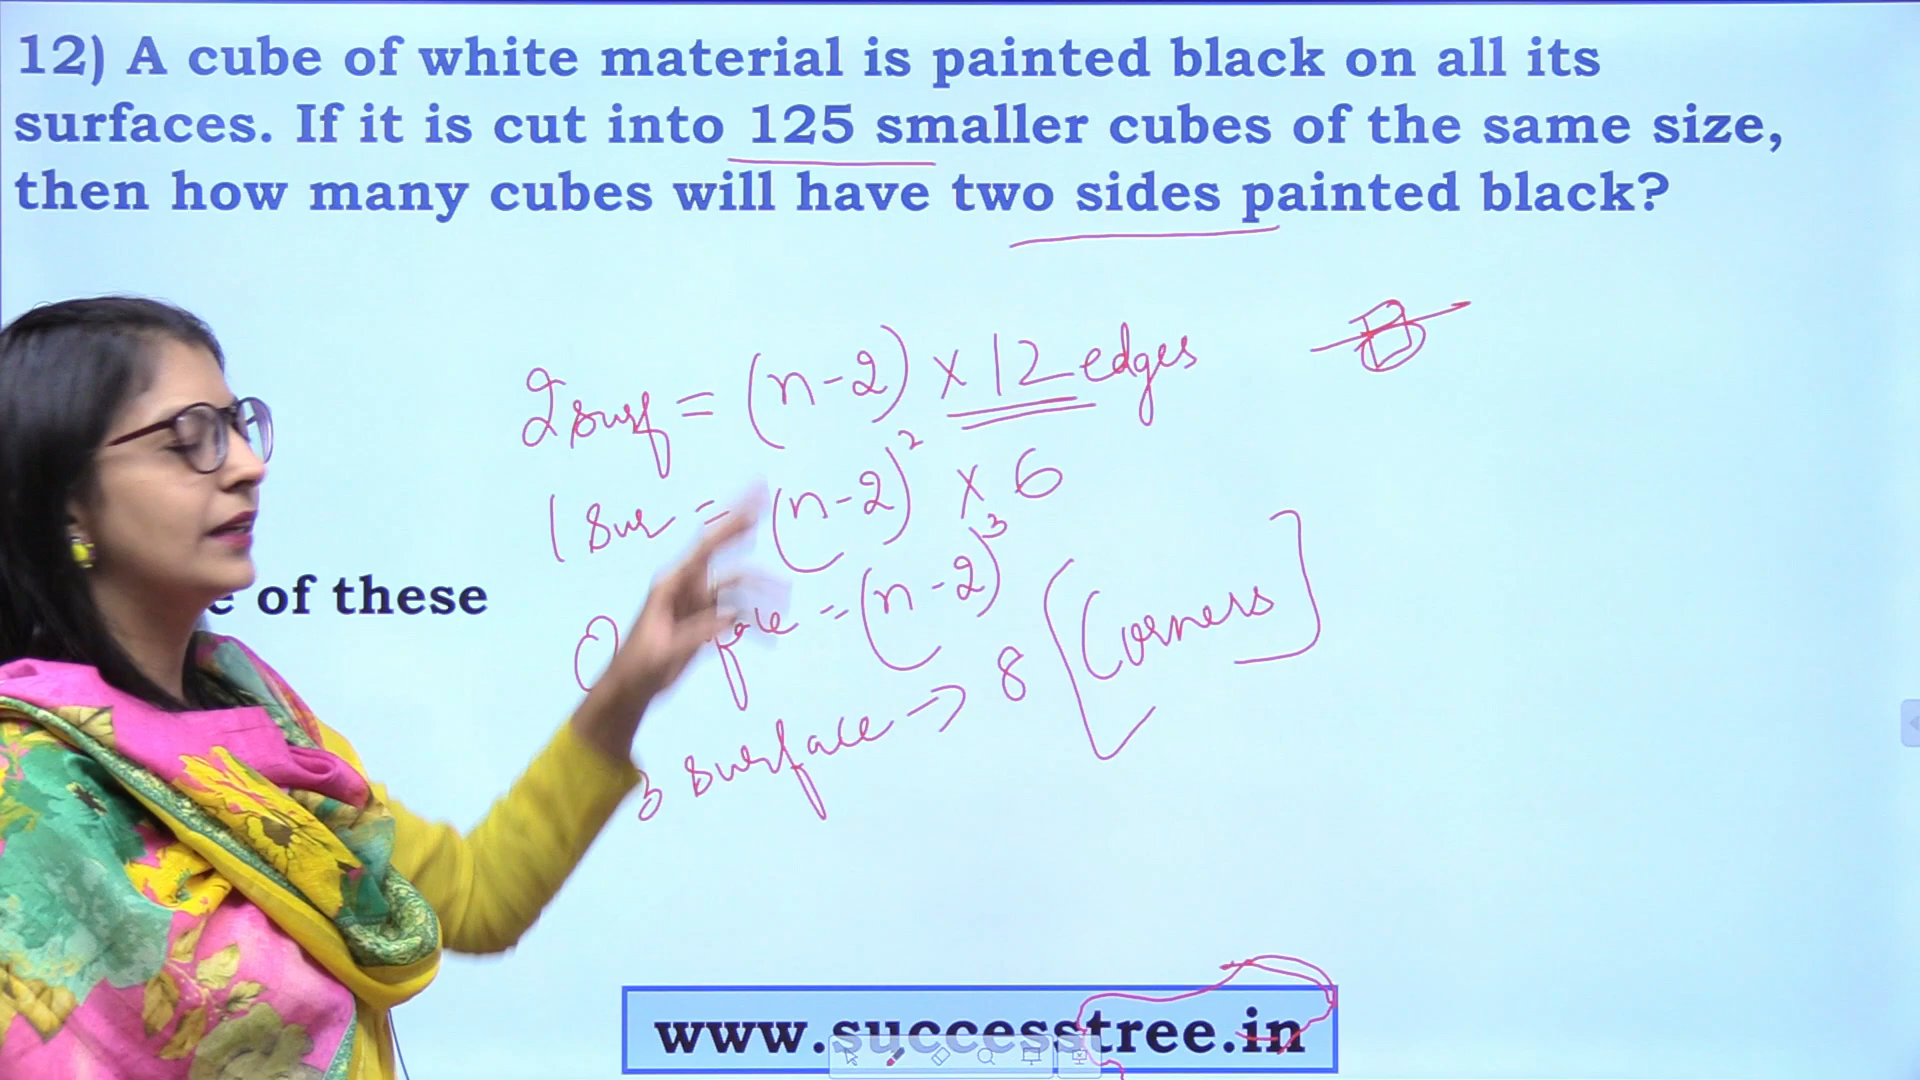 12) A cube of white material is painted black on all its
surfaces. If it is cut into 125 smaller cubes of the same size,
then how many cubes will have two sides painted black?
2 surf = (n-2) × 12 edges
1 sur = (n-2)² × 6
0 = (n-2)³
3 surface → 8 [Corners]
of these
www.successtree.in